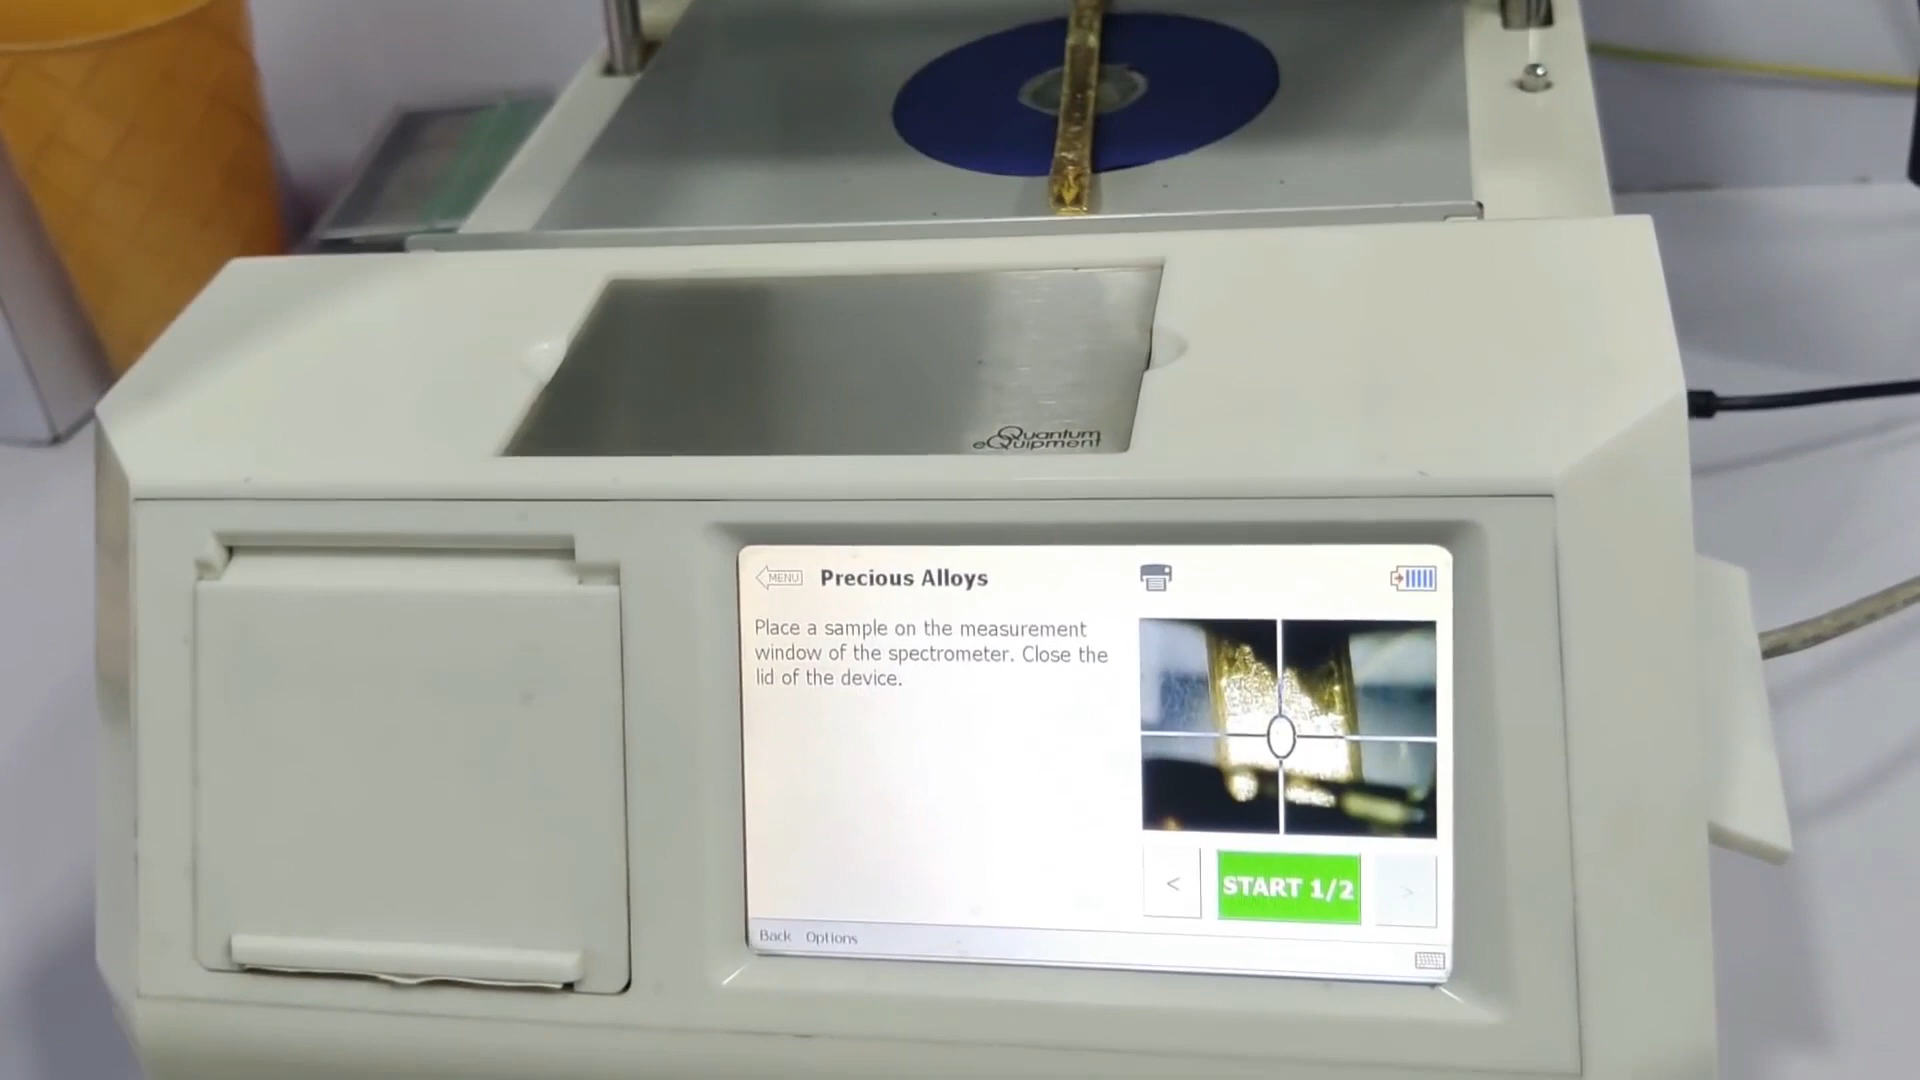 Quantum
eQuipment
MENU
Precious Alloys
Place a sample on the measurement
window of the spectrometer. Close the
lid of the device.
<
START 1/2
>
Back Options